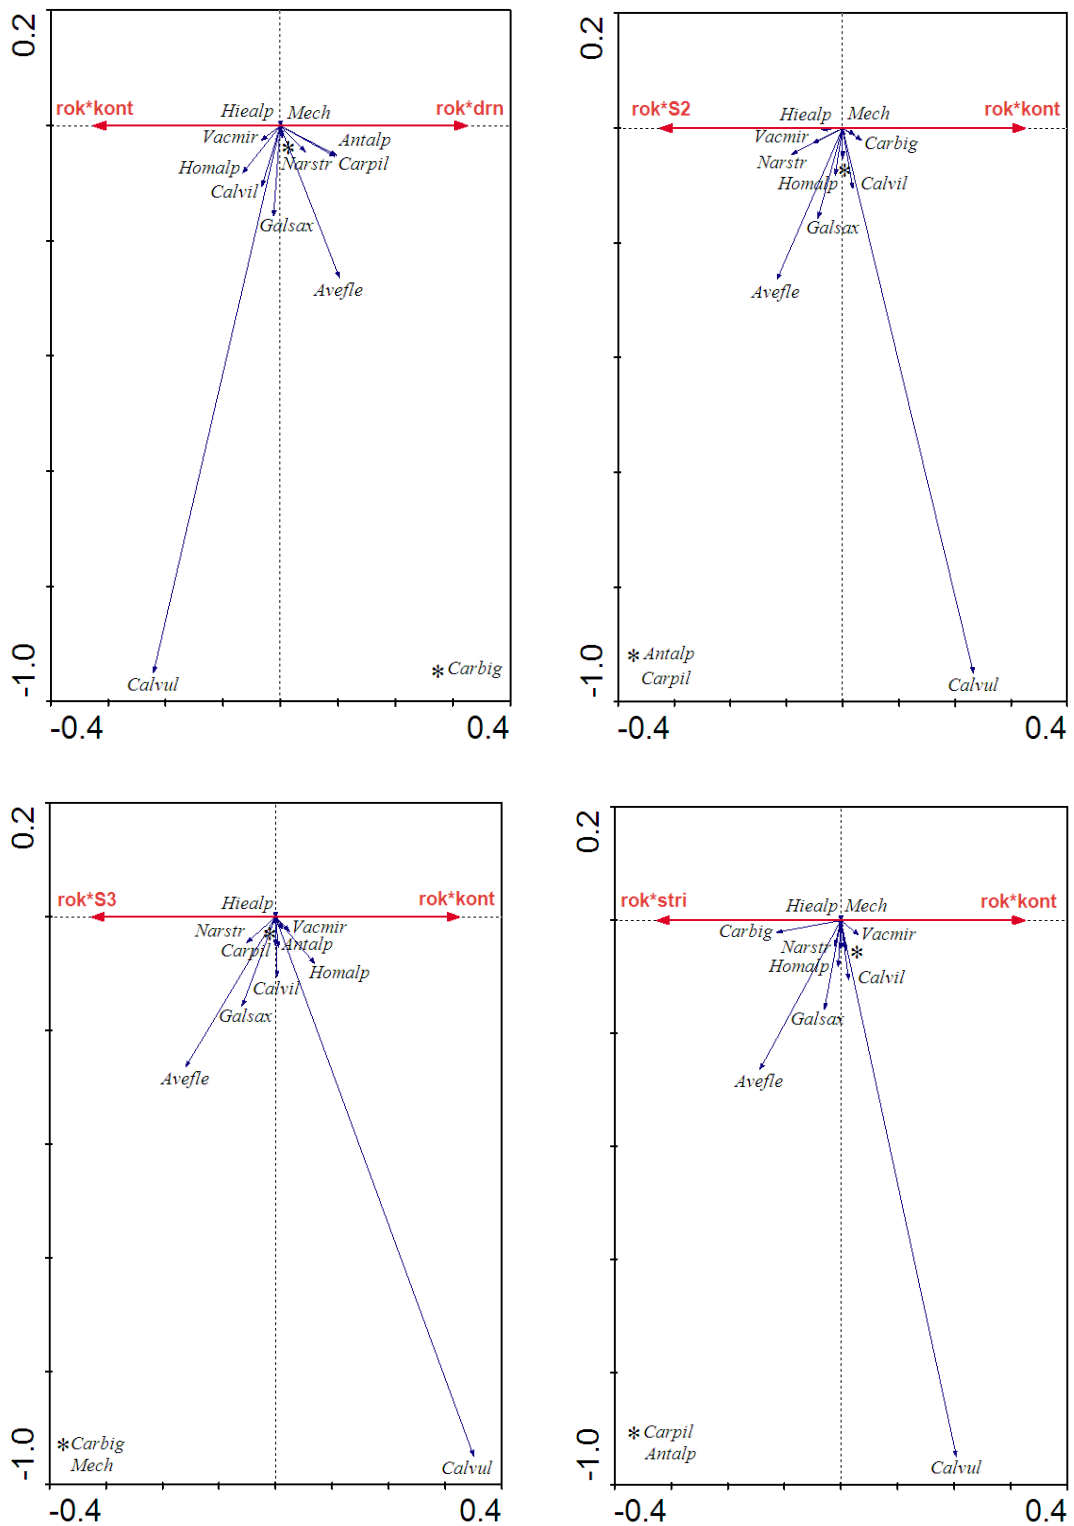 0.2
rok*kont
rok*drn
Hiealp
Mech
Vacmir
Antalp
Homalp
*
Narstr
Carpil
Calvil
Galsax
Avefle
Calvul
* Carbig
-1.0
-0.4
0.4
0.2
rok*S2
rok*kont
Hiealp
Mech
Vacmir
Carbig
Narstr
Homalp
*
Calvil
Galsax
Avefle
* Antalp
Carpil
Calvul
-1.0
-0.4
0.4
0.2
rok*S3
rok*kont
Hiealp
Narstr
*
Vacmir
Carpil
Antalp
Homalp
Calvil
Galsax
Avefle
* Carbig
Mech
Calvul
-1.0
-0.4
0.4
0.2
rok*stri
rok*kont
Hiealp
Mech
Carbig
Vacmir
Narstr
*
Homalp
Calvil
Galsax
Avefle
* Carpil
Antalp
Calvul
-1.0
-0.4
0.4